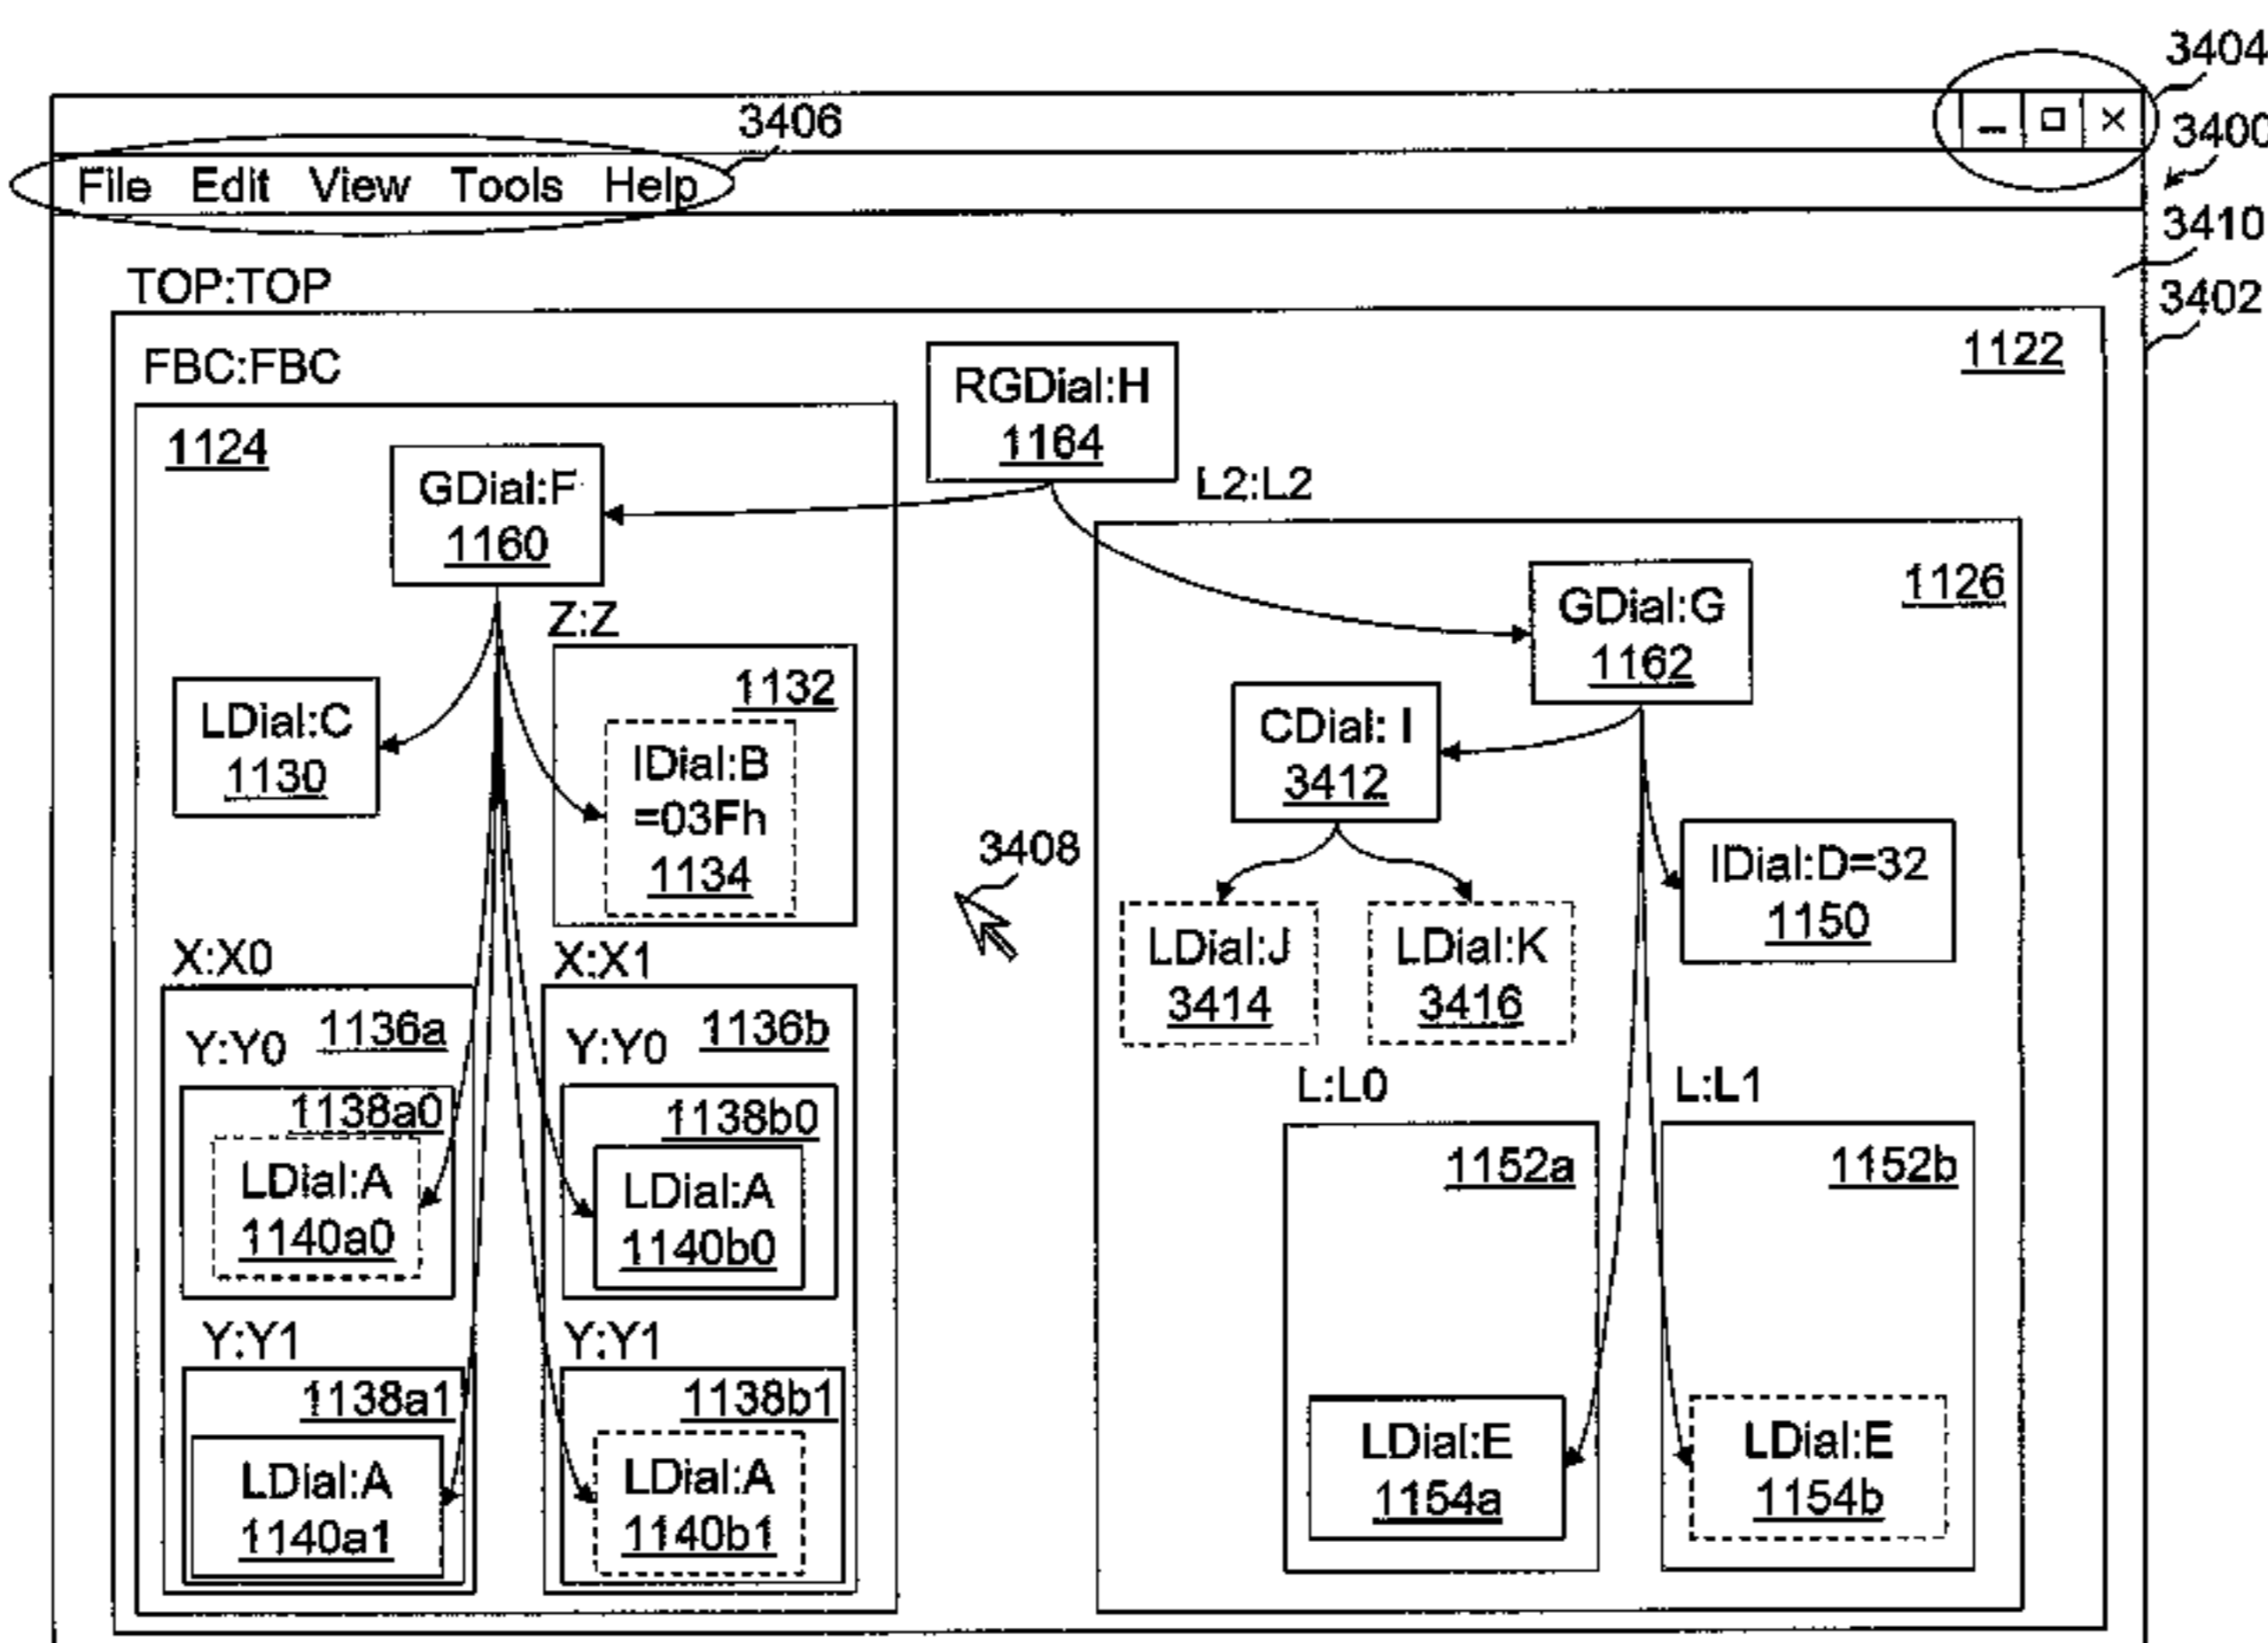 3404
3406
3400
File Edit View Tools Help
3410
TOP:TOP
3402
FBC:FBC
1122
RGDial:H
1164
1124
GDial:F
1160
L2:L2
1126
GDial:G
1162
Z:Z
1132
LDial:C
1130
IDial:B
=03Fh
1134
CDial: I
3412
3408
IDial:D=32
1150
LDial:J
3414
LDial:K
3416
X:X0
X:X1
1136a
1136b
Y:Y0
Y:Y0
1138a0
1138b0
LDial:A
1140a0
LDial:A
1140b0
L:L0
L:L1
1152a
1152b
Y:Y1
Y:Y1
1138a1
1138b1
LDial:A
1140a1
LDial:A
1140b1
LDial:E
1154a
LDial:E
1154b